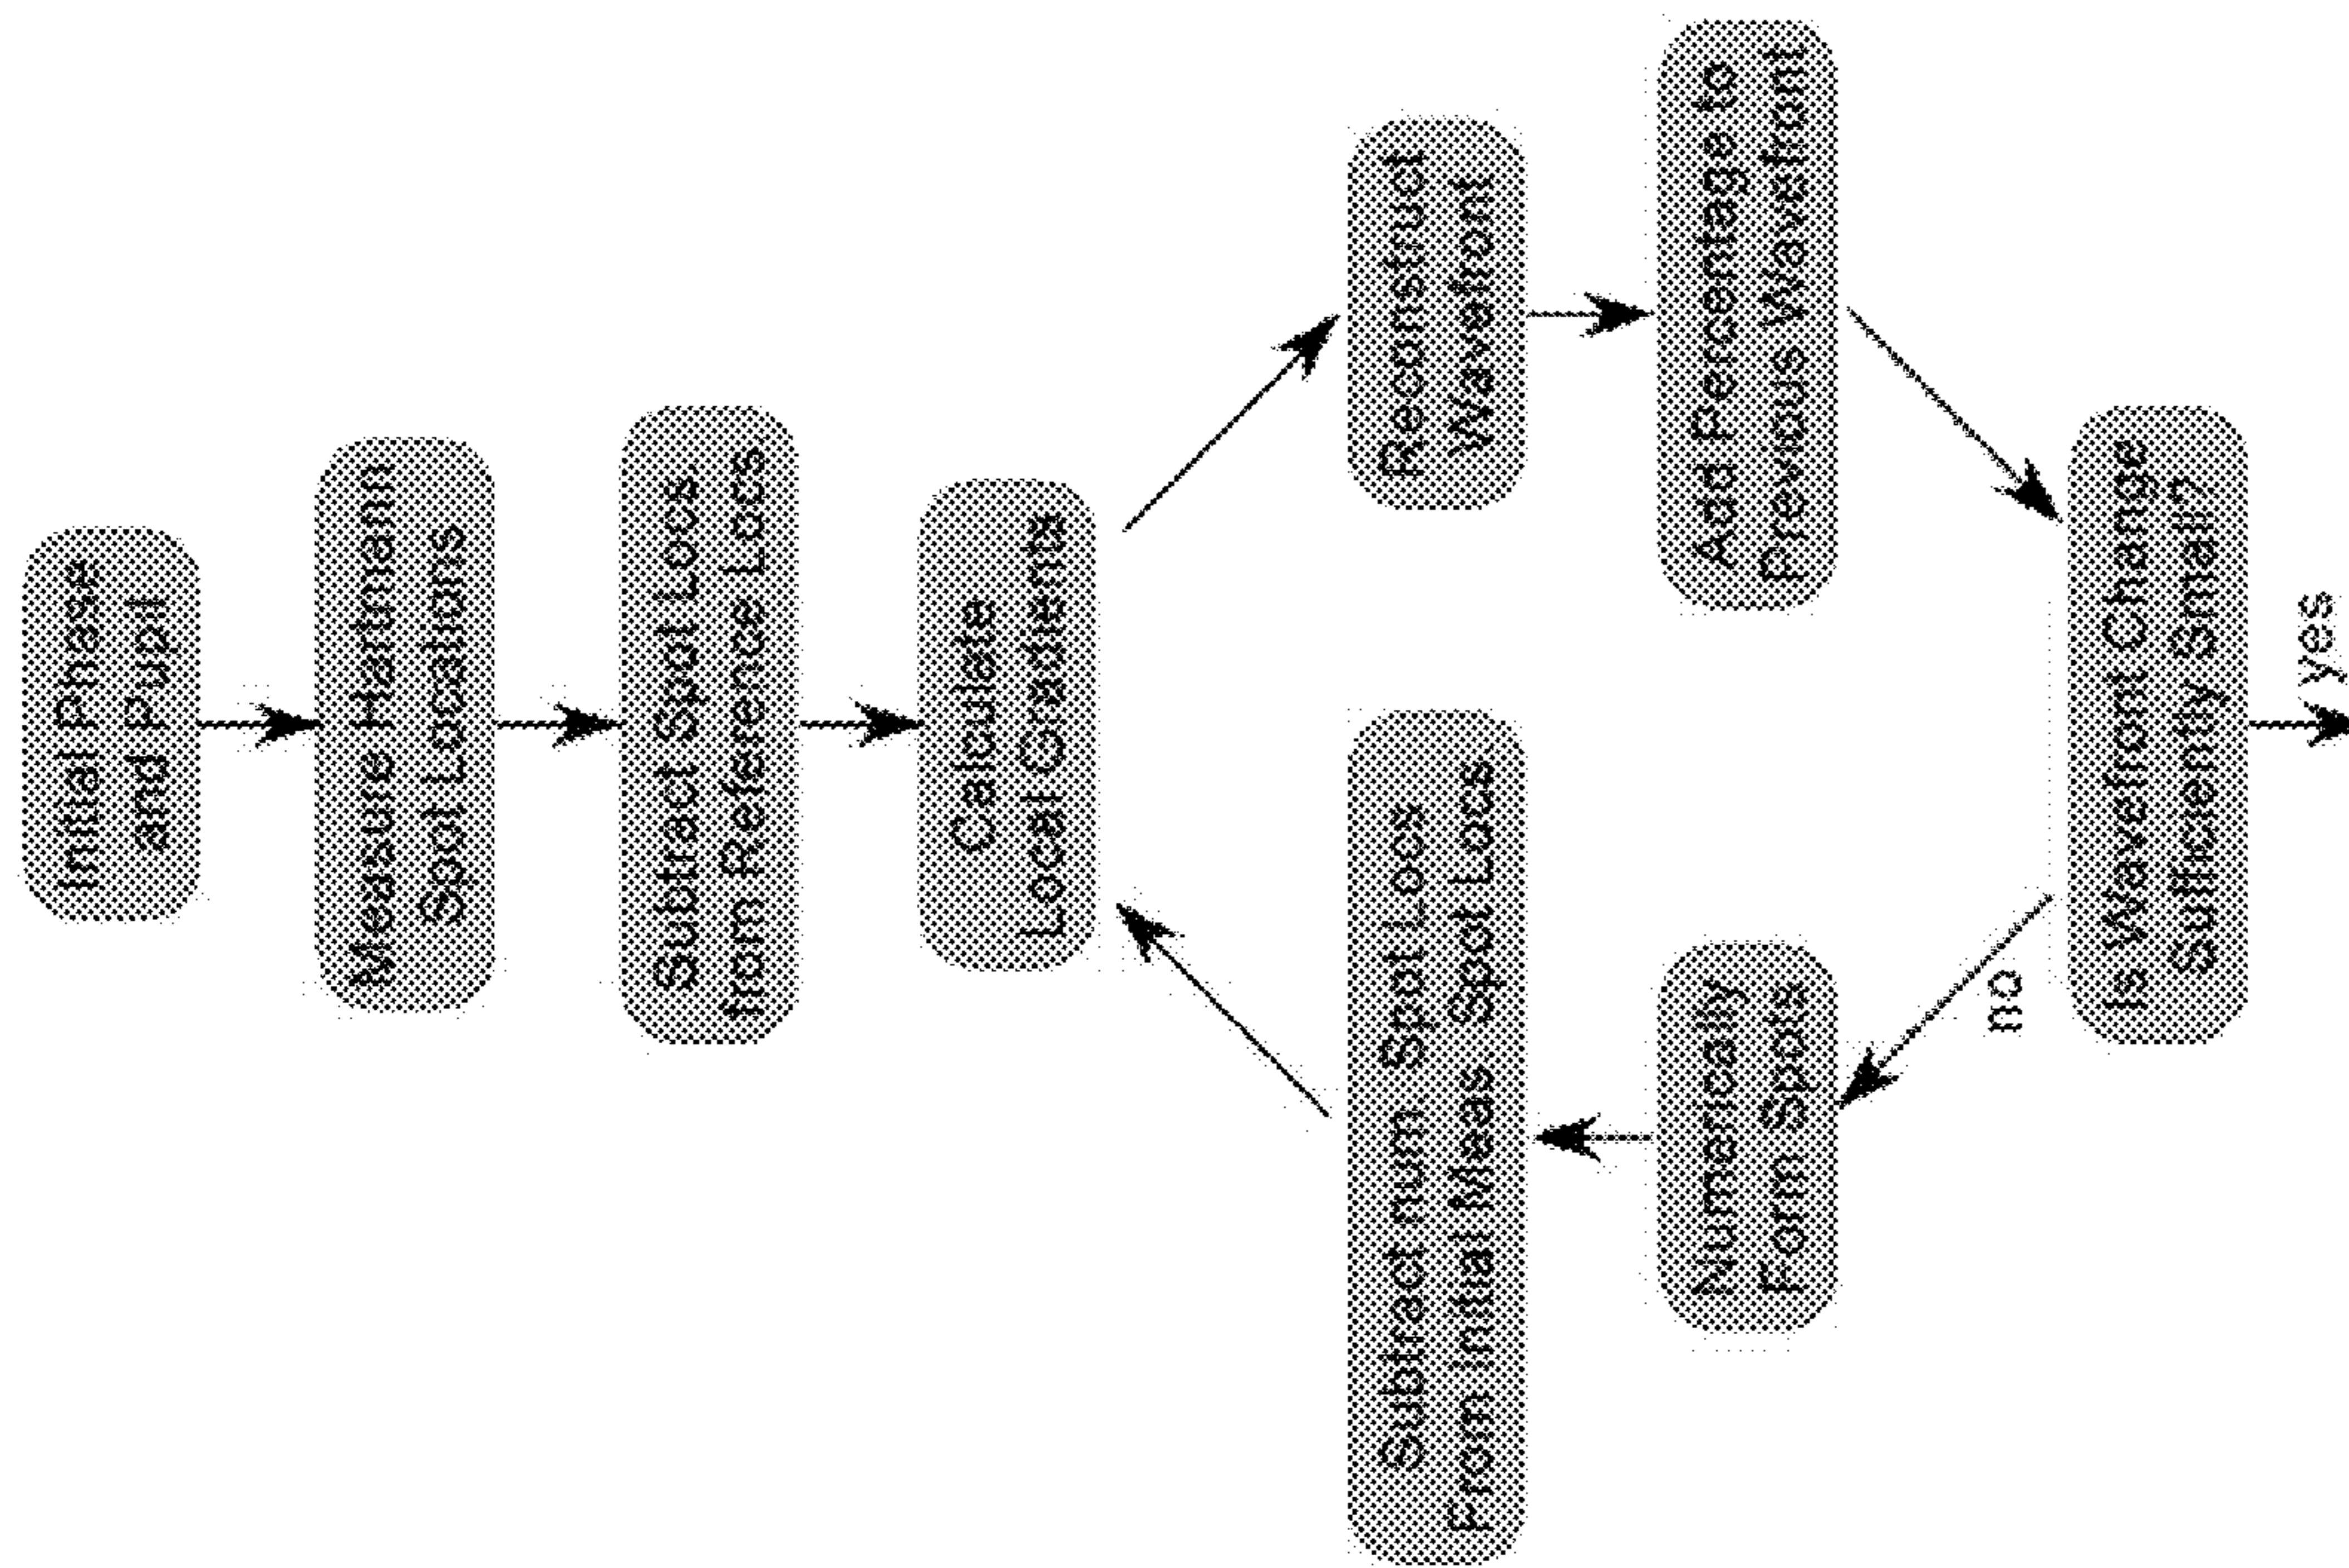 Initial Phase
and Pupil
Measure Hartmann
Spot Locations
Subtract Spot Locs.
from Reference Locs.
Calculate
Local Gradients
Reconstruct
Wavefront
Add Percentage to
Previous Wavefront
Is Wavefront Change
Sufficiently Small?
yes
no
Numerically
Form Spots
Subtract num. Spot Locs
From Initial Meas. Spot Locs.